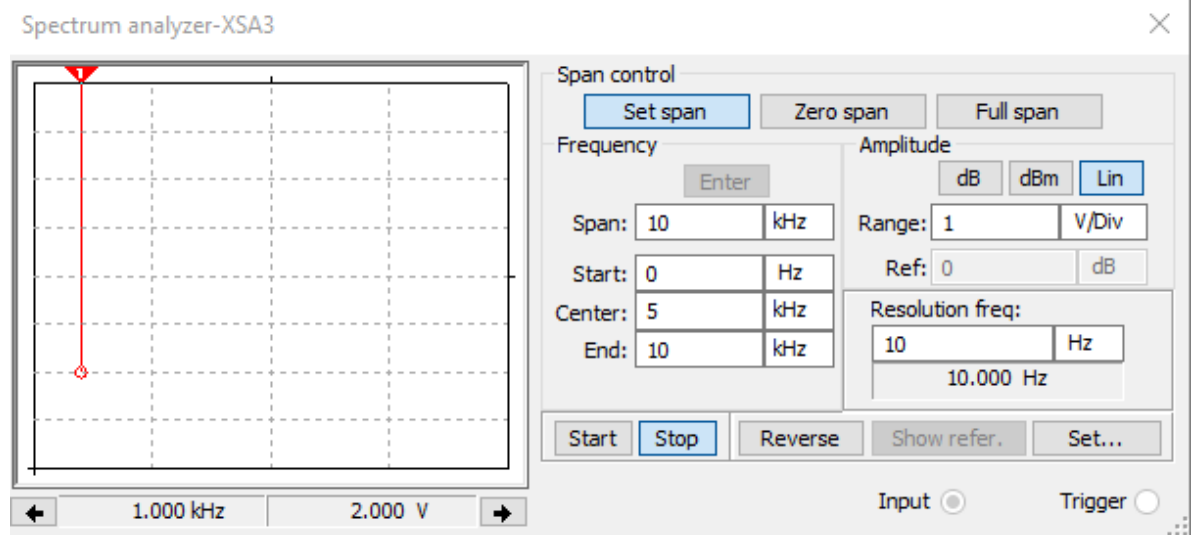 Spectrum analyzer-XSA3
1
Span control
Set span Zero span Full span
Frequency
Enter
Span: 10 kHz
Start: 0 Hz
Center: 5 kHz
End: 10 kHz
Amplitude
dB dBm Lin
Range: 1 V/Div
Ref: 0 dB
Resolution freq:
10 Hz
10.000 Hz
Start Stop Reverse Show refer. Set...
1.000 kHz 2.000 V
Input Trigger